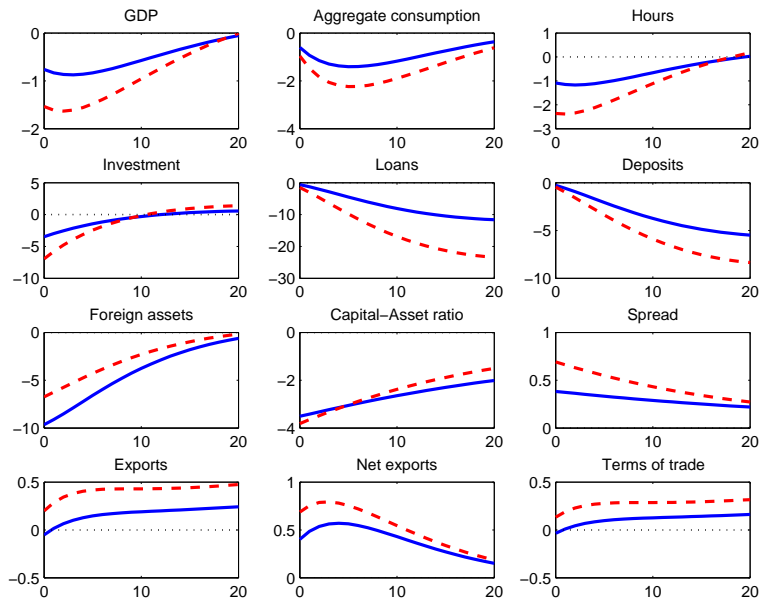 GDP
Aggregate consumption
Hours
0
−1
−2
0 10 20
0
−2
−4
0 10 20
1
0
−1
−2
−3
0 10 20
Investment
Loans
Deposits
5
0
−5
−10
0 10 20
0
−10
−20
−30
0 10 20
0
−5
−10
0 10 20
Foreign assets
Capital−Asset ratio
Spread
0
−5
−10
0 10 20
0
−2
−4
0 10 20
1
0.5
0
0 10 20
Exports
Net exports
Terms of trade
0.5
0
−0.5
0 10 20
1
0.5
0
0 10 20
0.5
0
−0.5
0 10 20